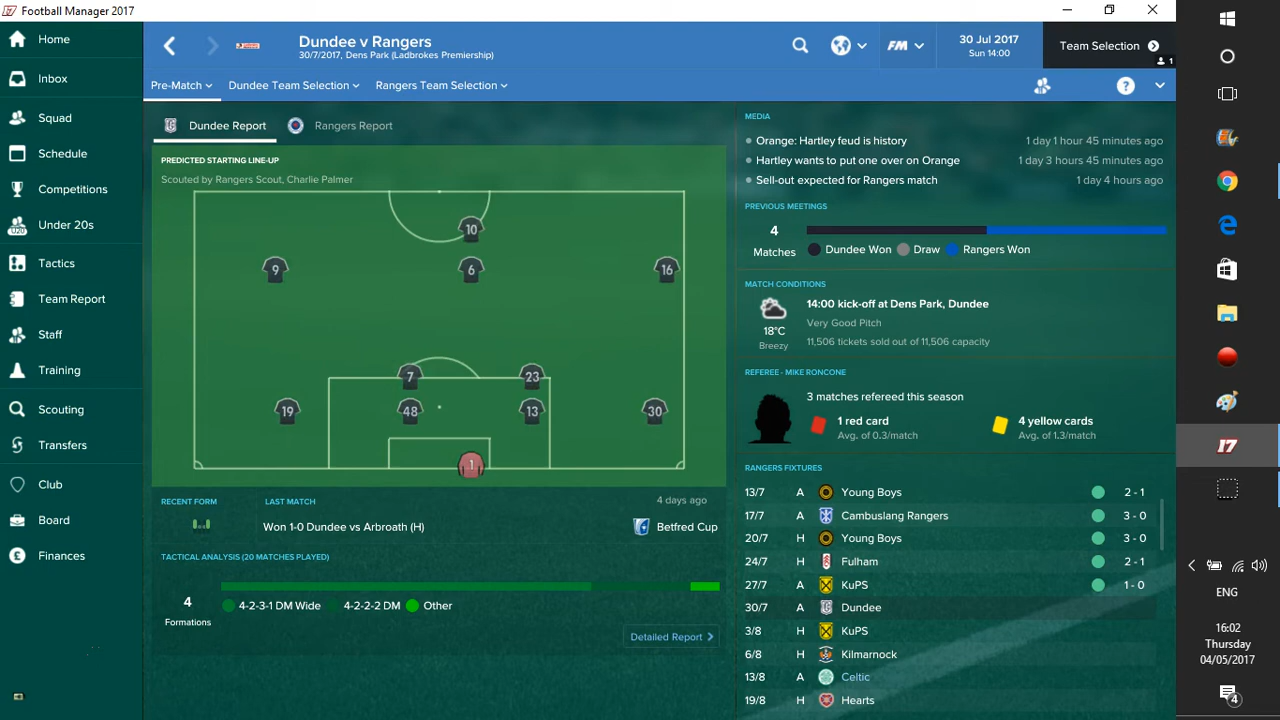 Football Manager 2017
Home
Inbox
Squad
Schedule
Competitions
Under 20s
Tactics
Team Report
Staff
Training
Scouting
Transfers
Club
Board
Finances
Dundee v Rangers
30/7/2017, Dens Park (Ladbrokes Premiership)
FM
30 Jul 2017
Sun 14:00
Team Selection
1
Pre-Match
Dundee Team Selection
Rangers Team Selection
?
Dundee Report
Rangers Report
PREDICTED STARTING LINE-UP
Scouted by Rangers Scout, Charlie Palmer
10
9 6 16
7 23
19 48 13 30
1
RECENT FORM
LAST MATCH
4 days ago
Won 1-0 Dundee vs Arbroath (H)
Betfred Cup
TACTICAL ANALYSIS (20 MATCHES PLAYED)
4
Formations
4-2-3-1 DM Wide
4-2-2-2 DM
Other
Detailed Report
MEDIA
Orange: Hartley feud is history 1 day 1 hour 45 minutes ago
Hartley wants to put one over on Orange 1 day 3 hours 45 minutes ago
Sell-out expected for Rangers match 1 day 4 hours ago
PREVIOUS MEETINGS
4
Matches
Dundee Won
Draw
Rangers Won
MATCH CONDITIONS
18°C
Breezy
14:00 kick-off at Dens Park, Dundee
Very Good Pitch
11,506 tickets sold out of 11,506 capacity
REFEREE - MIKE RONCONE
3 matches refereed this season
1 red card
Avg. of 0.3/match
4 yellow cards
Avg. of 1.3/match
RANGERS FIXTURES
13/7 A Young Boys 2 - 1
17/7 A Cambuslang Rangers 3 - 0
20/7 H Young Boys 3 - 0
24/7 H Fulham 2 - 1
27/7 A KuPS 1 - 0
30/7 A Dundee
3/8 H KuPS
6/8 H Kilmarnock
13/8 A Celtic
19/8 H Hearts
17
ENG
16:02
Thursday
04/05/2017
4